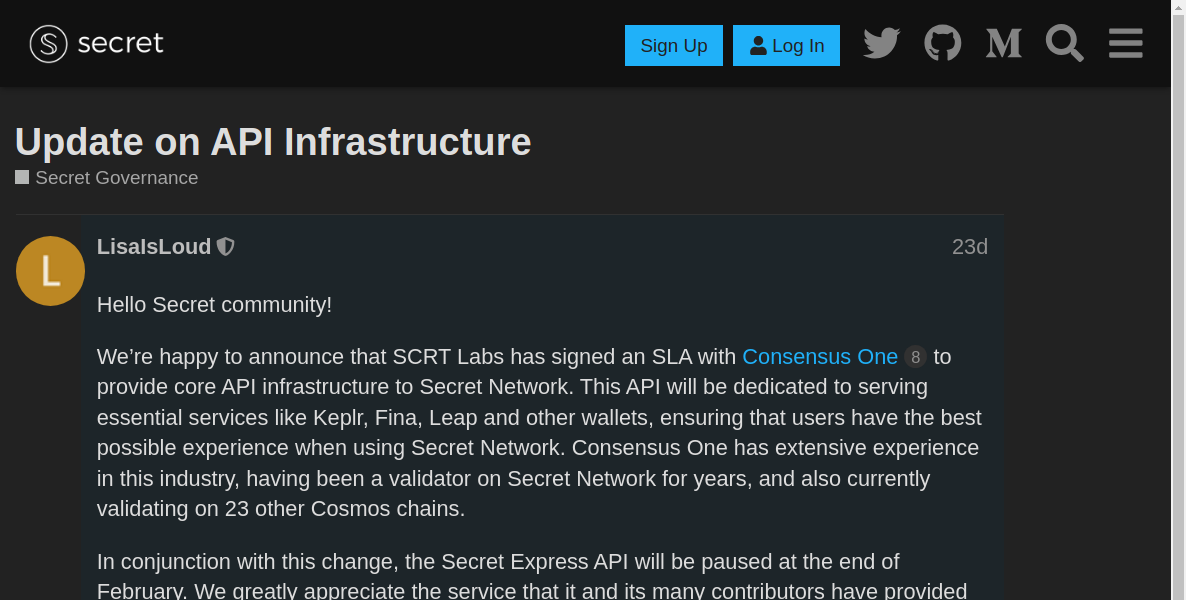 secret
Sign Up
Log In
Update on API Infrastructure
Secret Governance
L
LisaIsLoud
23d
Hello Secret community!
We’re happy to announce that SCRT Labs has signed an SLA with Consensus One 8 to
provide core API infrastructure to Secret Network. This API will be dedicated to serving
essential services like Keplr, Fina, Leap and other wallets, ensuring that users have the best
possible experience when using Secret Network. Consensus One has extensive experience
in this industry, having been a validator on Secret Network for years, and also currently
validating on 23 other Cosmos chains.
In conjunction with this change, the Secret Express API will be paused at the end of
February. We greatly appreciate the service that it and its many contributors have provided